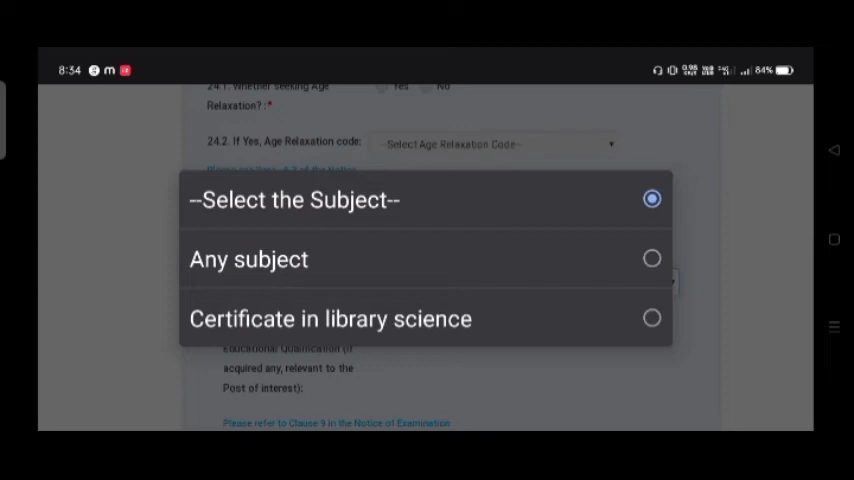 8:34 m 84%
24.1. Whether seeking Age Yes No
Relaxation? :*
24.2. If Yes, Age Relaxation code: --Select Age Relaxation Code--
--Select the Subject--
Any subject
Certificate in library science
Educational Qualification (if
acquired any, relevant to the
Post of interest):
Please refer to Clause 9 in the Notice of Examination